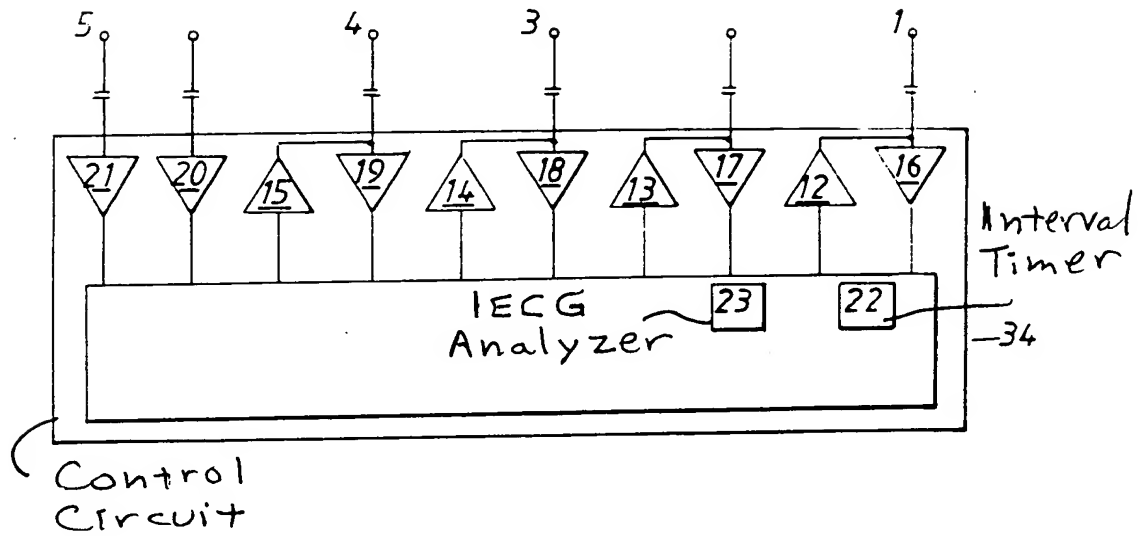 5 4 3 1
21 20 15 19 14 18 13 17 12 16
Interval
Timer
IECG 23 22
Analyzer
34
Control
Circuit